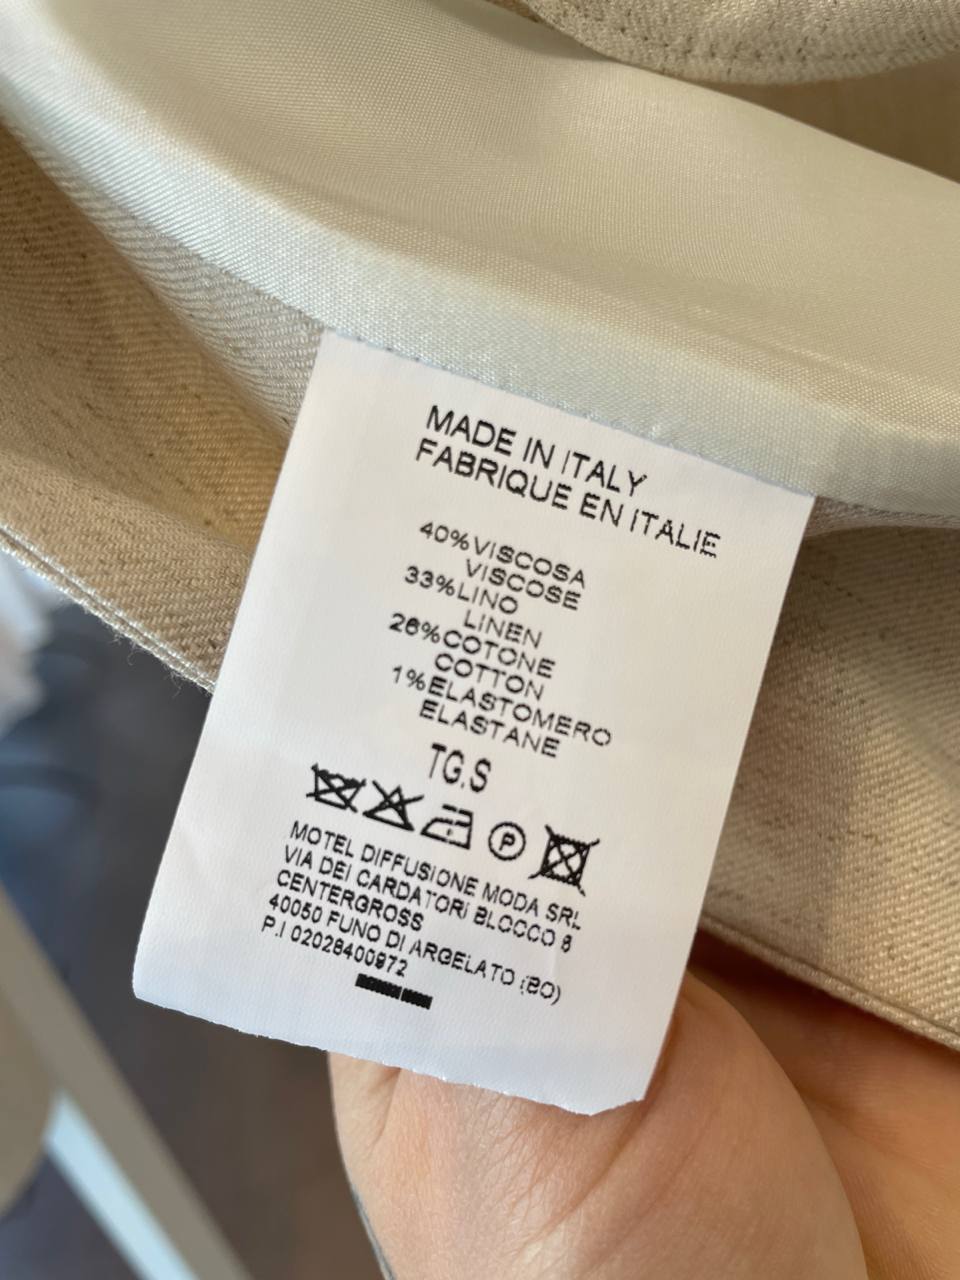 MADE IN ITALY
FABRIQUE EN ITALIE
40% VISCOSA
VISCOSE
33% LINO
LINEN
26% COTONE
COTTON
1% ELASTOMERO
ELASTANE
TG.S
P
MOTEL DIFFUSIONE MODA SRL
VIA DEI CARDATORI BLOCCO 8
CENTERGROSS
40050 FUNO DI ARGELATO (BO)
P.I 02028400972